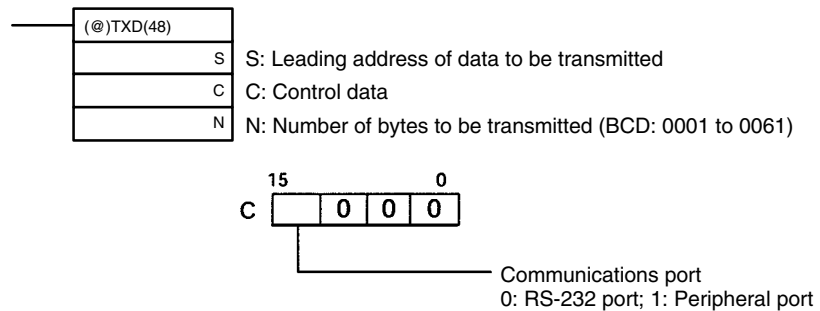 (@)TXD(48)
S S: Leading address of data to be transmitted
C C: Control data
N N: Number of bytes to be transmitted (BCD: 0001 to 0061)
15 0
C 0 0 0
Communications port
0: RS-232 port; 1: Peripheral port